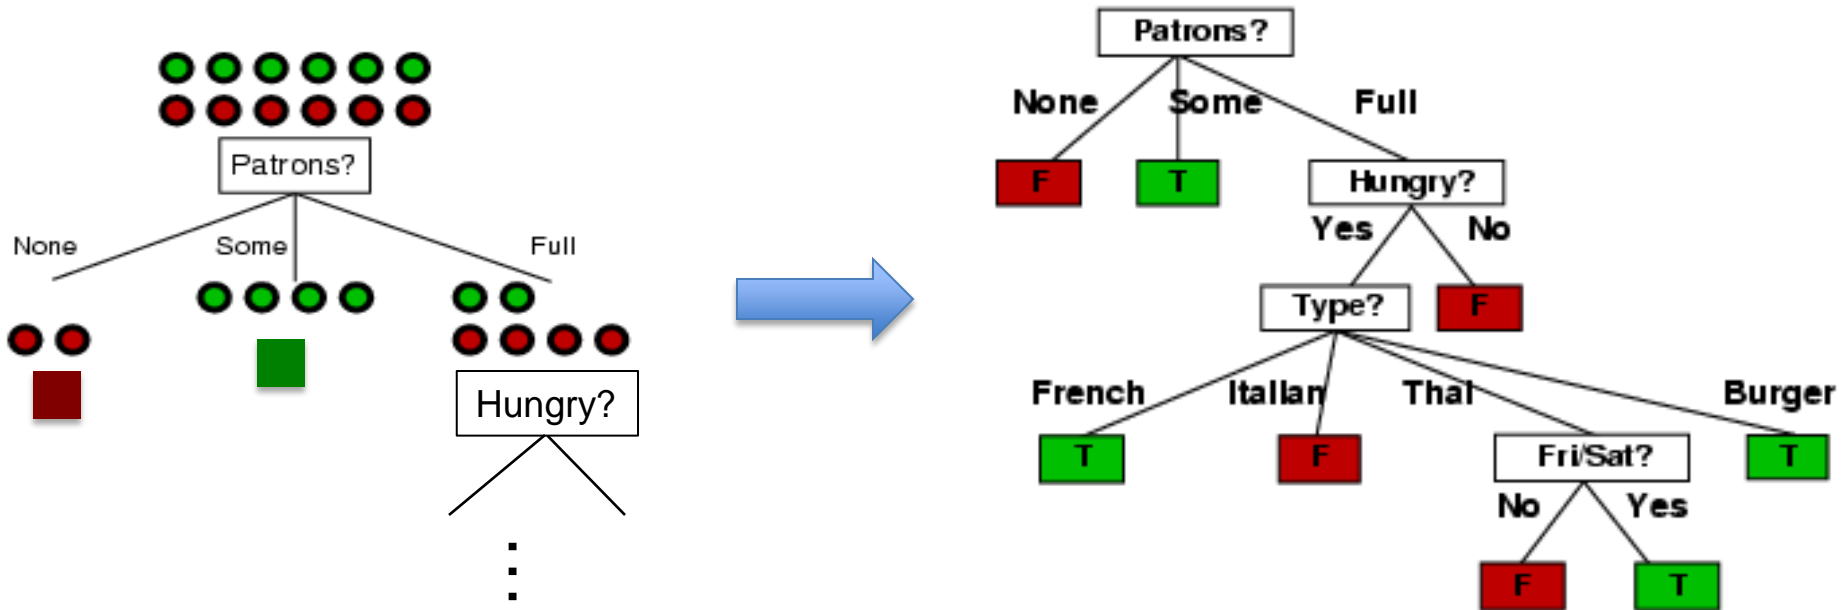 Patrons?
None
Some
Full
Hungry?
Patrons?
None
Some
Full
F
T
Hungry?
Yes
No
Type?
F
French
Italian
Thai
Burger
T
F
Fri/Sat?
T
No
Yes
F
T